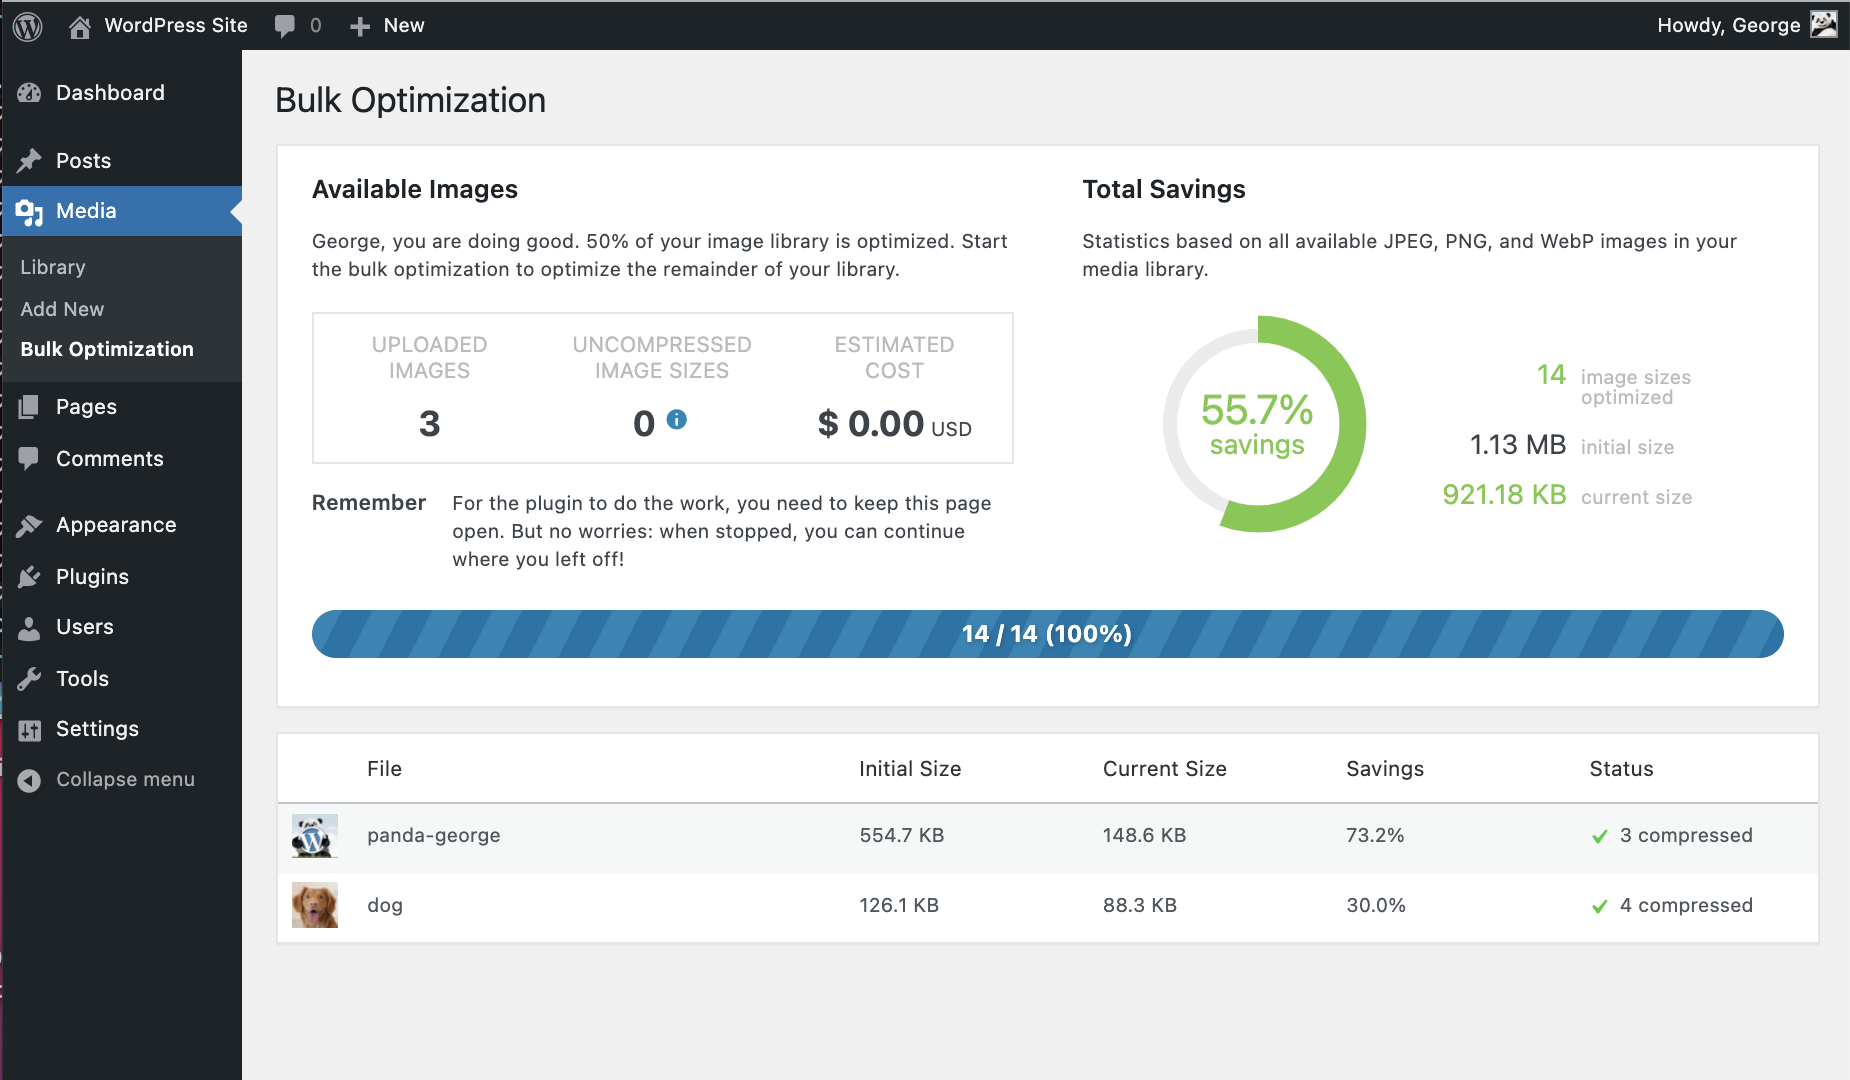 WordPress Site 0 New Howdy, George
Dashboard
Posts
Media
Library
Add New
Bulk Optimization
Pages
Comments
Appearance
Plugins
Users
Tools
Settings
Collapse menu
Bulk Optimization
Available Images
George, you are doing good. 50% of your image library is optimized. Start
the bulk optimization to optimize the remainder of your library.
UPLOADED
IMAGES
3
UNCOMPRESSED
IMAGE SIZES
0
ESTIMATED
COST
$ 0.00 USD
Remember
For the plugin to do the work, you need to keep this page
open. But no worries: when stopped, you can continue
where you left off!
Total Savings
Statistics based on all available JPEG, PNG, and WebP images in your
media library.
55.7%
savings
14 image sizes
optimized
1.13 MB initial size
921.18 KB current size
14 / 14 (100%)
File Initial Size Current Size Savings Status
panda-george 554.7 KB 148.6 KB 73.2% 3 compressed
dog 126.1 KB 88.3 KB 30.0% 4 compressed